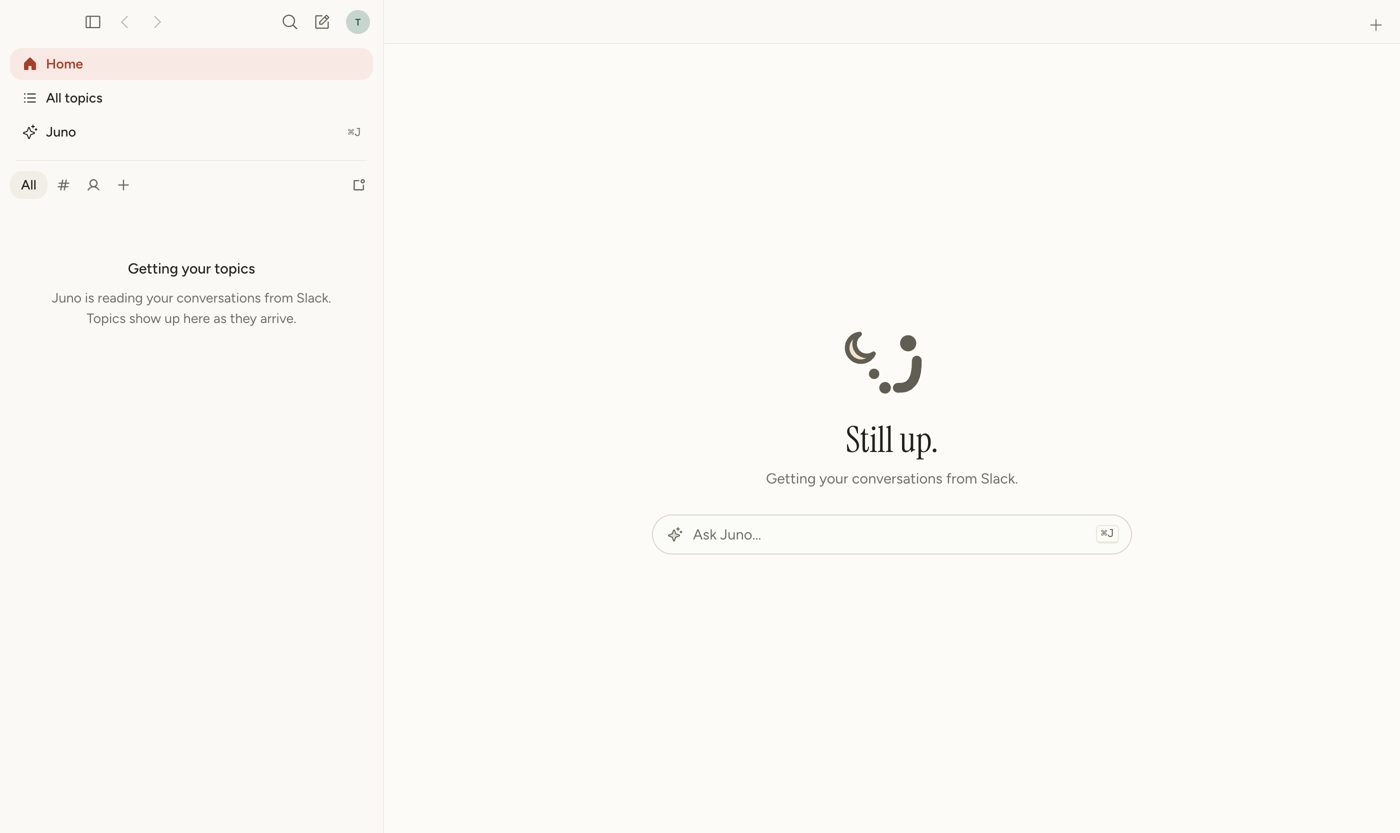 T
Home
All topics
Juno ⌘J
All
Getting your topics
Juno is reading your conversations from Slack.
Topics show up here as they arrive.
Still up.
Getting your conversations from Slack.
Ask Juno... ⌘J